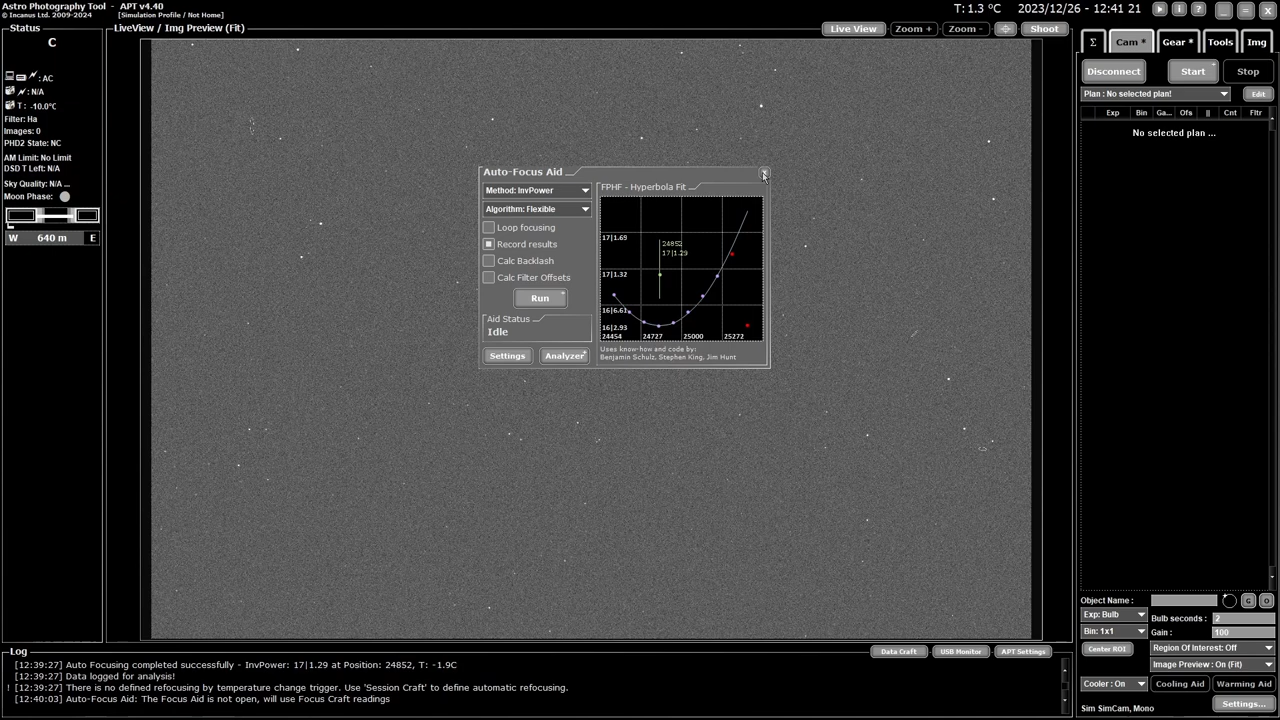 Astro Photography Tool - APT v4.40
© Incanus Ltd. 2009-2024 [Simulation Profile / Not Home]
T: 1.3 °C 2023/12/26 - 12:41 21
Status
C
: AC
: N/A
T : -10.0°C
Filter: Ha
Images: 0
PHD2 State: NC
AM Limit: No Limit
DSD T Left: N/A
Sky Quality: N/A ...
Moon Phase:
W 640 m E
LiveView / Img Preview (Fit)
Live View Zoom + Zoom - Shoot
Auto-Focus Aid
Method: InvPower
Algorithm: Flexible
Loop focusing
Record results
Calc Backlash
Calc Filter Offsets
Run
Aid Status
Idle
Settings Analyzer
FPHF - Hyperbola Fit
17|1.69
24852
17|1.29
17|1.32
16|6.61
16|2.93
24454 24727 25000 25272
Uses know-how and code by:
Benjamin Schulz, Stephen King, Jim Hunt
Σ Cam * Gear * Tools Img
Disconnect Start Stop
Plan : No selected plan! Edit
Exp Bin Ga... Ofs || Cnt Fltr
No selected plan ...
Object Name :
Exp: Bulb Bulb seconds : 2
Bin: 1x1 Gain : 100
Center ROI Region Of Interest: Off
Image Preview : On (Fit)
Cooler : On Cooling Aid Warming Aid
Sim SimCam, Mono Settings...
Log
Data Craft USB Monitor APT Settings
[12:39:27] Auto Focusing completed successfully - InvPower: 17|1.29 at Position: 24852, T: -1.9C
[12:39:27] Data logged for analysis!
! [12:39:27] There is no defined refocusing by temperature change trigger. Use 'Session Craft' to define automatic refocusing.
[12:40:03] Auto-Focus Aid: The Focus Aid is not open, will use Focus Craft readings